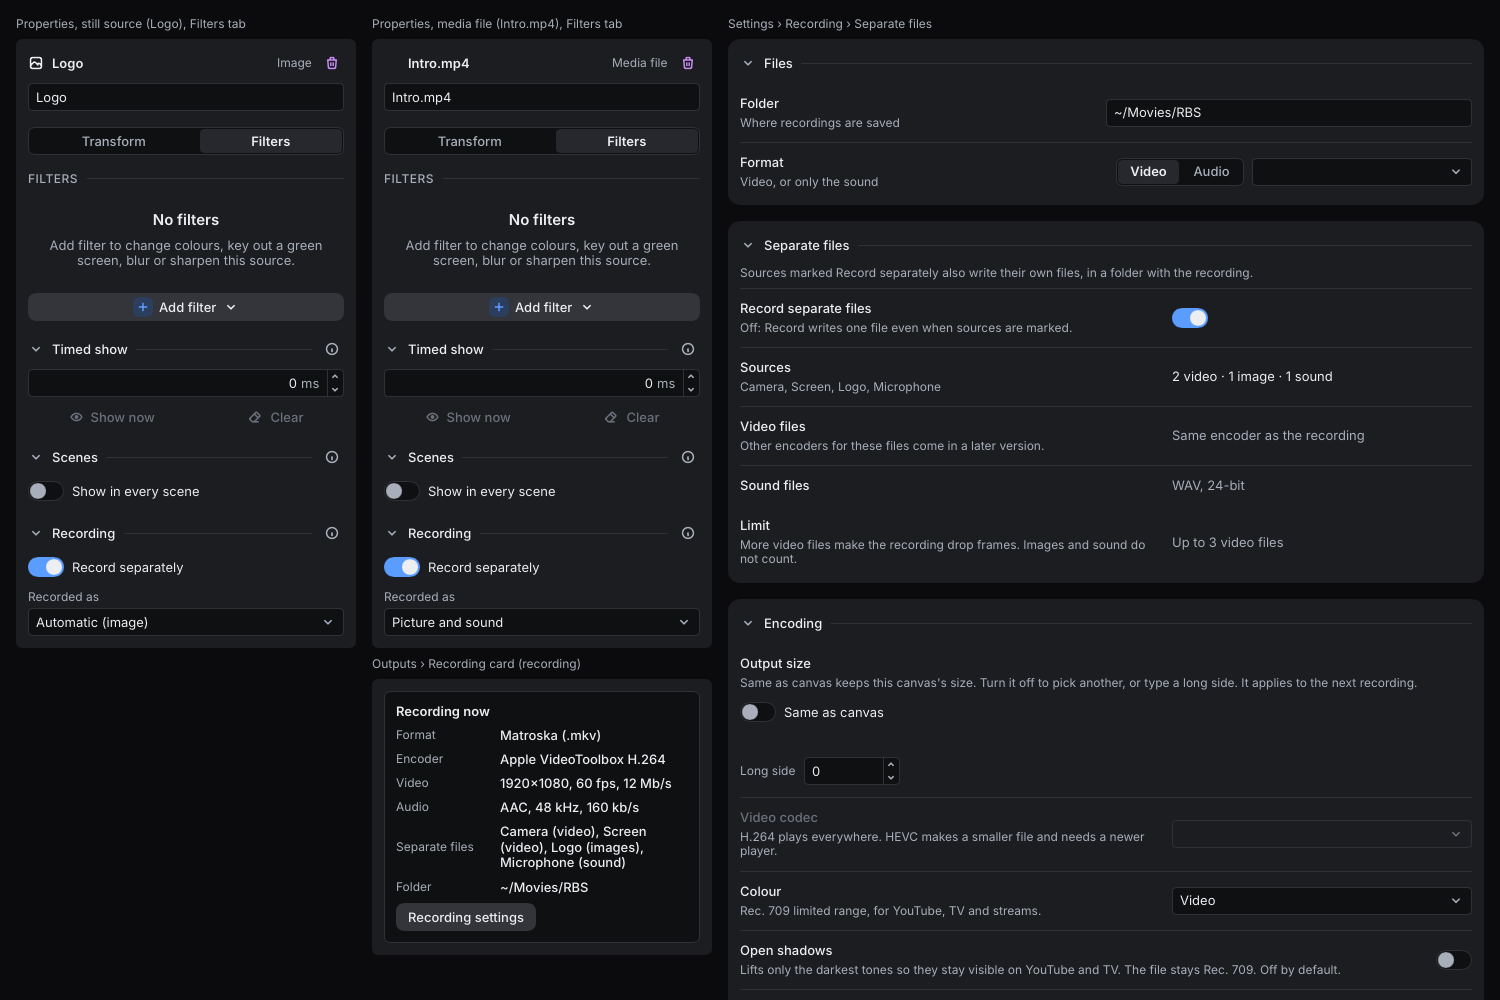 Properties, still source (Logo), Filters tab
Logo
Image
Logo
Transform
Filters
FILTERS
No filters
Add filter to change colours, key out a green
screen, blur or sharpen this source.
Add filter
Timed show
0 ms
Show now
Clear
Scenes
Show in every scene
Recording
Record separately
Recorded as
Automatic (image)
Properties, media file (Intro.mp4), Filters tab
Intro.mp4
Media file
Intro.mp4
Transform
Filters
FILTERS
No filters
Add filter to change colours, key out a green
screen, blur or sharpen this source.
Add filter
Timed show
0 ms
Show now
Clear
Scenes
Show in every scene
Recording
Record separately
Recorded as
Picture and sound
Outputs › Recording card (recording)
Recording now
Format
Matroska (.mkv)
Encoder
Apple VideoToolbox H.264
Video
1920×1080, 60 fps, 12 Mb/s
Audio
AAC, 48 kHz, 160 kb/s
Separate files
Camera (video), Screen
(video), Logo (images),
Microphone (sound)
Folder
~/Movies/RBS
Recording settings
Settings › Recording › Separate files
Files
Folder
Where recordings are saved
~/Movies/RBS
Format
Video, or only the sound
Video
Audio
Separate files
Sources marked Record separately also write their own files, in a folder with the recording.
Record separate files
Off: Record writes one file even when sources are marked.
Sources
Camera, Screen, Logo, Microphone
2 video · 1 image · 1 sound
Video files
Other encoders for these files come in a later version.
Same encoder as the recording
Sound files
WAV, 24-bit
Limit
More video files make the recording drop frames. Images and sound do
not count.
Up to 3 video files
Encoding
Output size
Same as canvas keeps this canvas's size. Turn it off to pick another, or type a long side. It applies to the next recording.
Same as canvas
Long side
0
Video codec
H.264 plays everywhere. HEVC makes a smaller file and needs a newer
player.
Colour
Rec. 709 limited range, for YouTube, TV and streams.
Video
Open shadows
Lifts only the darkest tones so they stay visible on YouTube and TV. The file stays Rec. 709. Off by default.